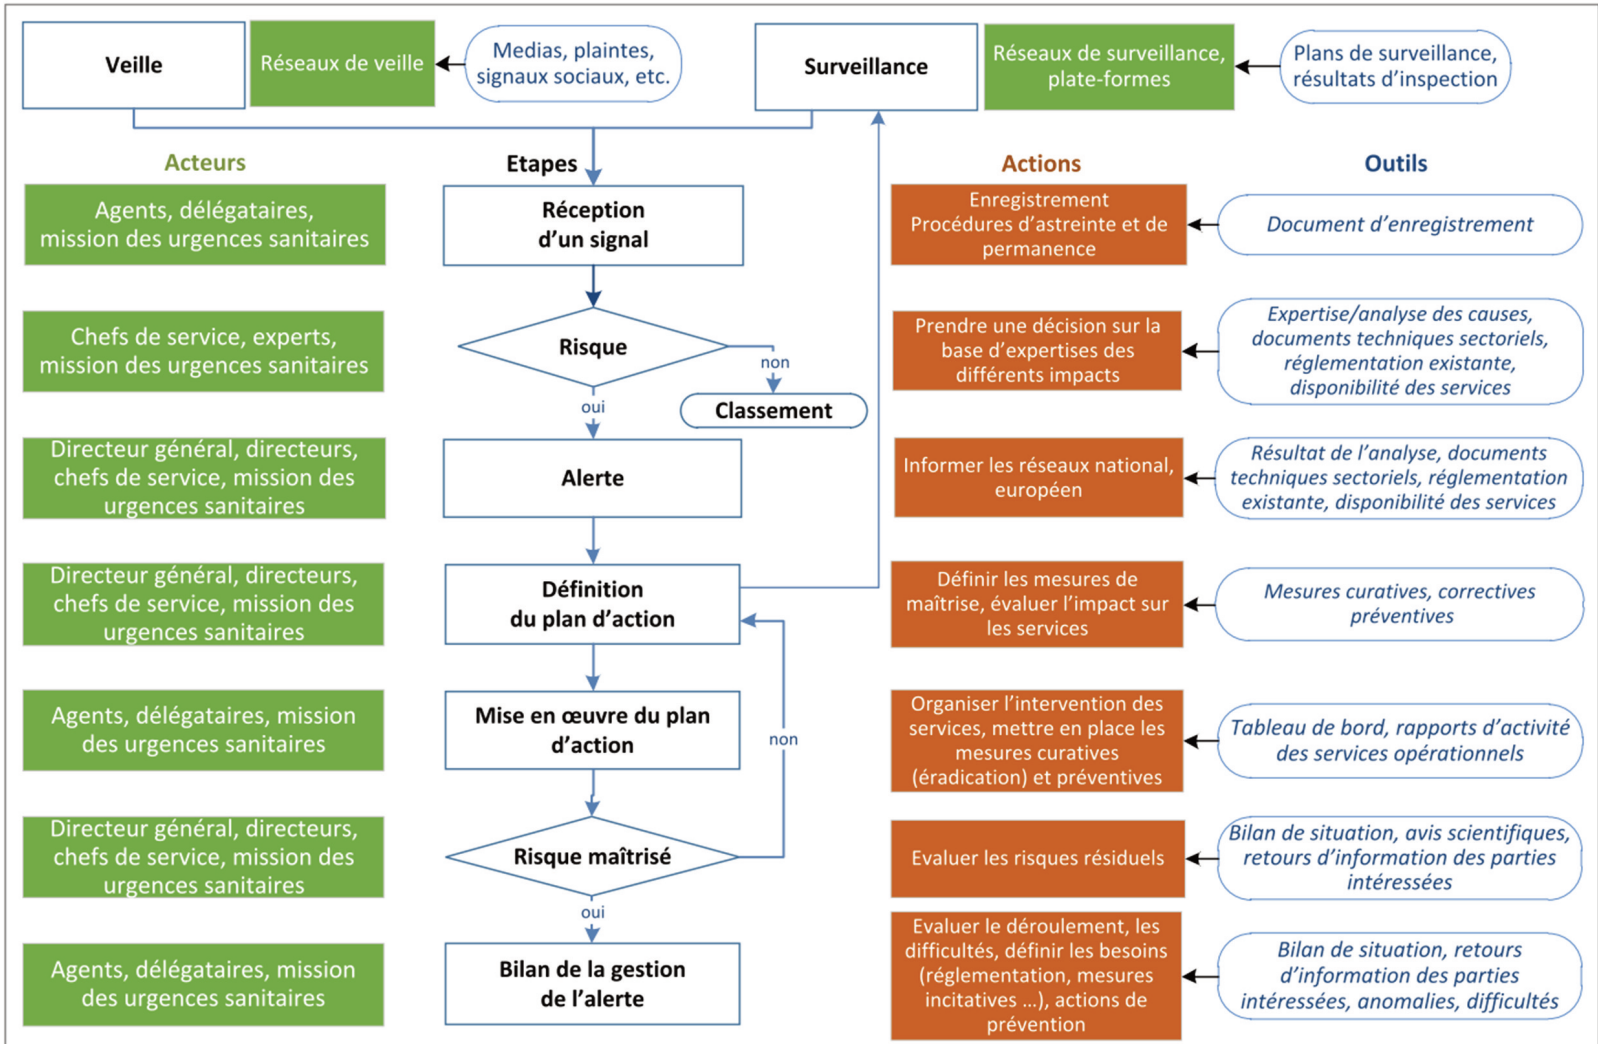 Veille
Réseaux de veille
Medias, plaintes,
signaux sociaux, etc.
Surveillance
Réseaux de surveillance,
plate-formes
Plans de surveillance,
résultats d’inspection
Acteurs
Etapes
Actions
Outils
Agents, délégataires,
mission des urgences sanitaires
Réception
d’un signal
Enregistrement
Procédures d’astreinte et de
permanence
Document d’enregistrement
Chefs de service, experts,
mission des urgences sanitaires
Risque
non
Classement
oui
Prendre une décision sur la
base d’expertises des
différents impacts
Expertise/analyse des causes,
documents techniques sectoriels,
réglementation existante,
disponibilité des services
Directeur général, directeurs,
chefs de service, mission des
urgences sanitaires
Alerte
Informer les réseaux national,
européen
Résultat de l’analyse, documents
techniques sectoriels, réglementation
existante, disponibilité des services
Directeur général, directeurs,
chefs de service, mission des
urgences sanitaires
Définition
du plan d’action
Définir les mesures de
maîtrise, évaluer l’impact sur
les services
Mesures curatives, correctives
préventives
Agents, délégataires, mission
des urgences sanitaires
Mise en œuvre du plan
d’action
non
Organiser l’intervention des
services, mettre en place les
mesures curatives
(éradication) et préventives
Tableau de bord, rapports d’activité
des services opérationnels
Directeur général, directeurs,
chefs de service, mission des
urgences sanitaires
Risque maîtrisé
oui
Evaluer les risques résiduels
Bilan de situation, avis scientifiques,
retours d’information des parties
intéressées
Agents, délégataires, mission
des urgences sanitaires
Bilan de la gestion
de l’alerte
Evaluer le déroulement, les
difficultés, définir les besoins
(réglementation, mesures
incitatives …), actions de
prévention
Bilan de situation, retours
d’information des parties
intéressées, anomalies, difficultés